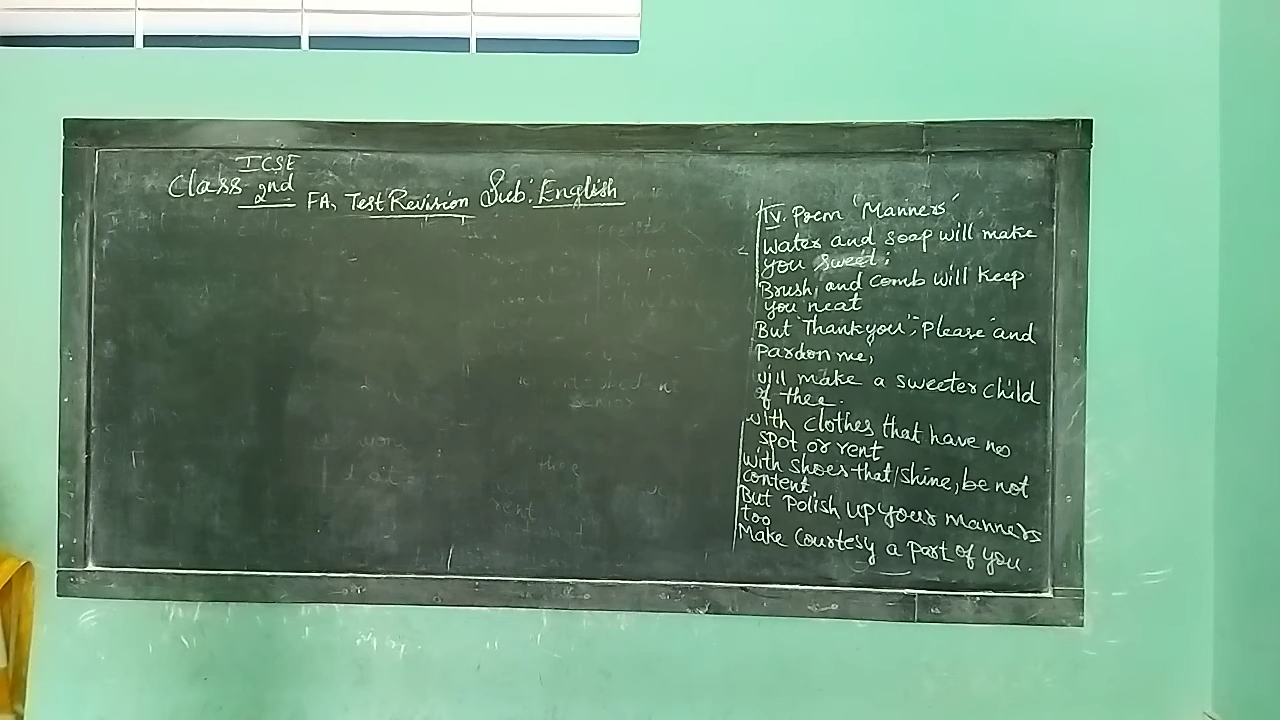 ICSE
Class 2nd FA1 Test Revision Sub: English
IV. Poem 'Manners'
Water and soap will make
you sweet;
Brush, and comb will keep
you neat
But "Thank you", "Please" and
Pardon me,
will make a sweeter child
of thee.
with clothes that have no
spot or rent
With shoes that shine, be not
content,
But Polish up your manners
too
Make Courtesy a part of you.
they
rent